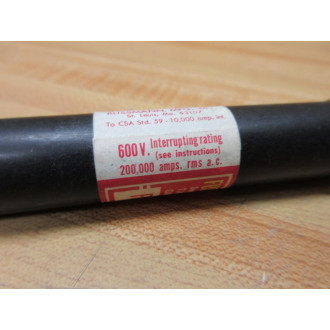 St. Louis, Mo. 63107
To CSA Std. 59 - 10,000 amp. int.
600 V. Interrupting rating
(see instructions)
200,000 amps. rms a.c.